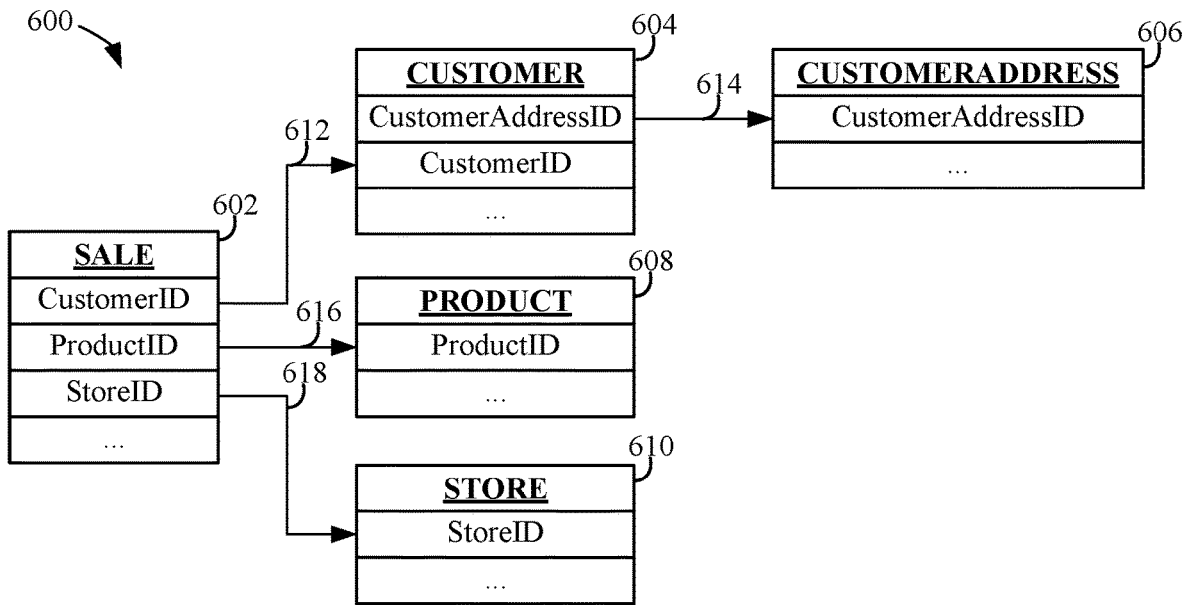 600
604
CUSTOMER
CustomerAddressID
CustomerID
...
606
CUSTOMERADDRESS
CustomerAddressID
...
614
612
602
SALE
CustomerID
ProductID
StoreID
...
616
618
608
PRODUCT
ProductID
...
610
STORE
StoreID
...